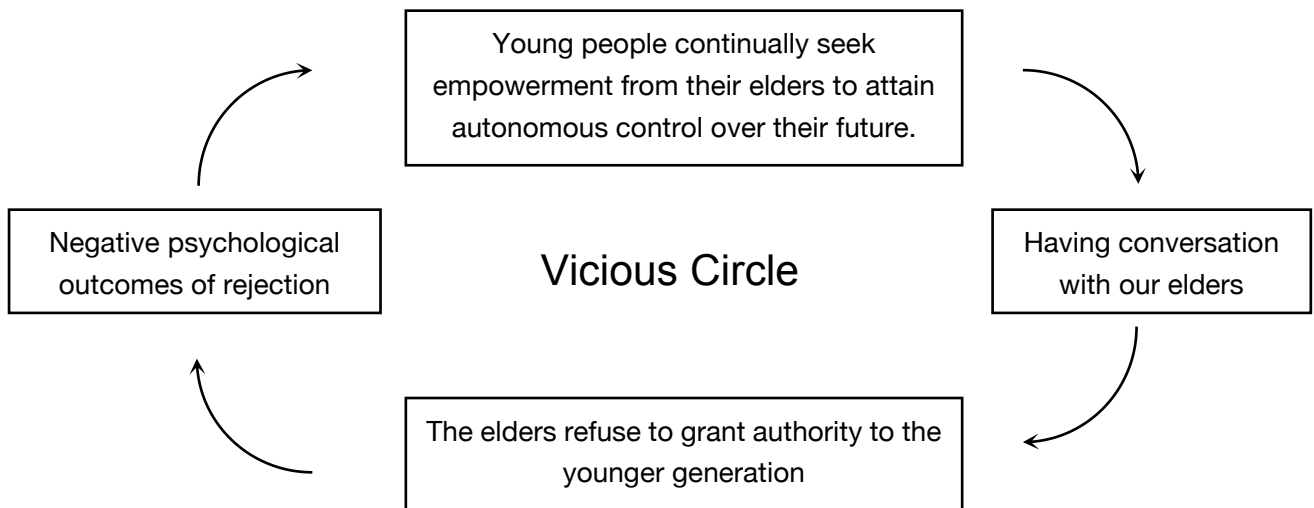 Young people continually seek
empowerment from their elders to attain
autonomous control over their future.
Negative psychological
outcomes of rejection
Vicious Circle
Having conversation
with our elders
The elders refuse to grant authority to the
younger generation